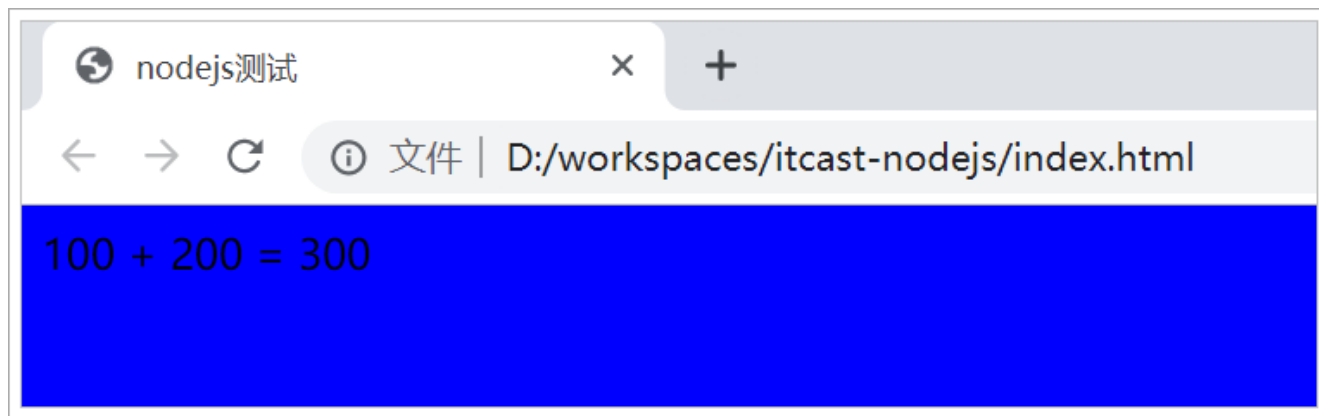 nodejs测试
文件 D:/workspaces/itcast-nodejs/index.html
100 + 200 = 300